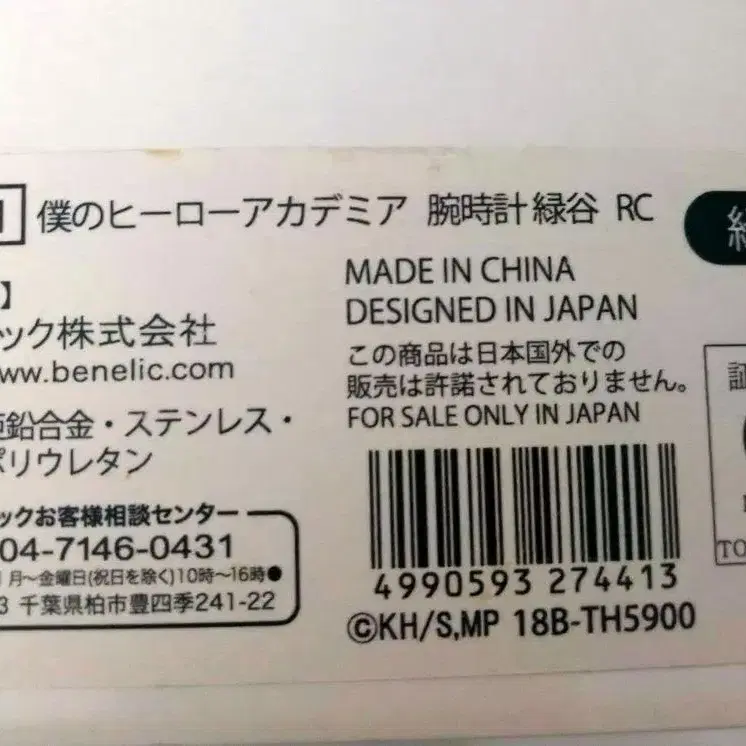 僕のヒーローアカデミア 腕時計 緑谷 RC
】
ック株式会社
ww.benelic.com
鉛合金・ステンレス・
ポリウレタン
ックお客様相談センター
04-7146-0431
月～金曜日(祝日を除く)10時～16時●
3 千葉県柏市豊四季241-22
MADE IN CHINA
DESIGNED IN JAPAN
この商品は日本国外での
販売は許諾されておりません。
FOR SALE ONLY IN JAPAN
4990593 274413
©KH/S,MP 18B-TH5900
証
TO